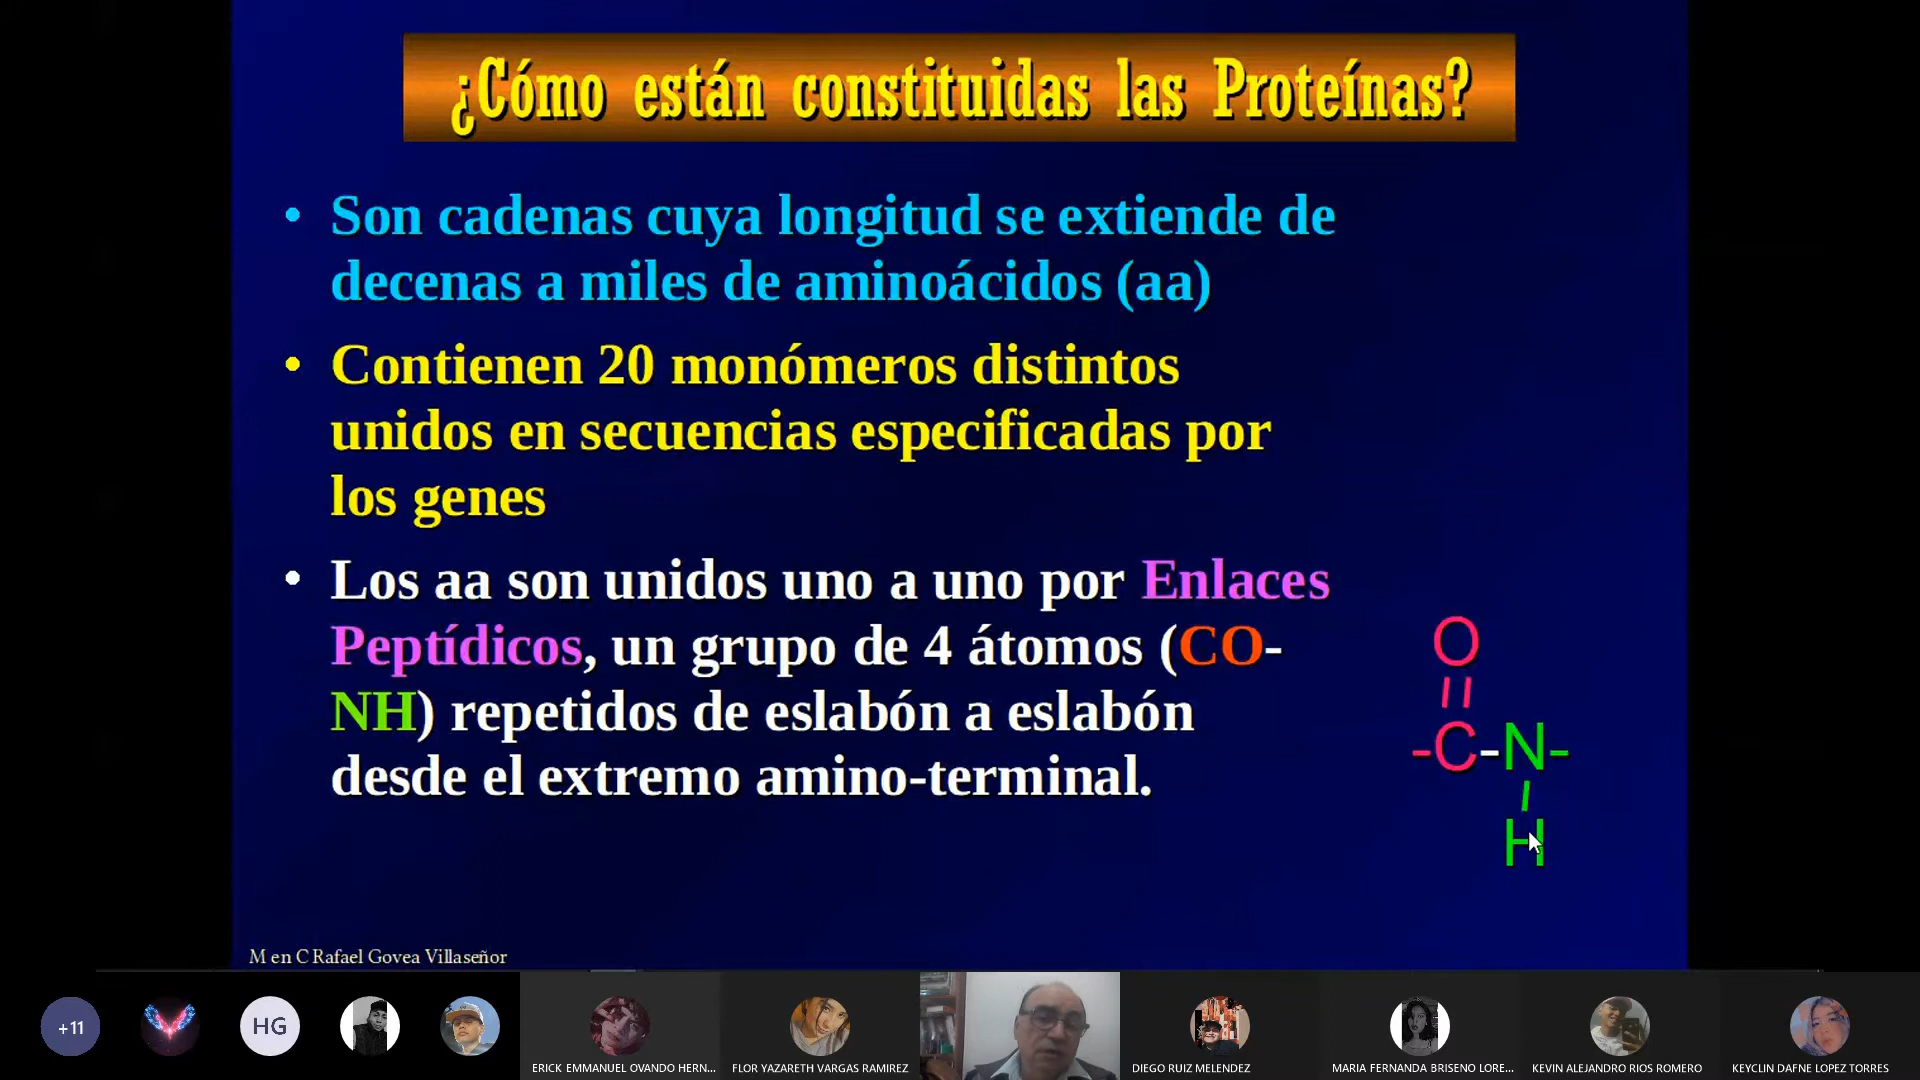 ¿Cómo están constituidas las Proteínas?
• Son cadenas cuya longitud se extiende de
decenas a miles de aminoácidos (aa)
• Contienen 20 monómeros distintos
unidos en secuencias especificadas por
los genes
• Los aa son unidos uno a uno por Enlaces
Peptídicos, un grupo de 4 átomos (CO-
NH) repetidos de eslabón a eslabón
desde el extremo amino-terminal.
O
-C-N-
H
M en C Rafael Govea Villaseñor
+11
HG
ERICK EMMANUEL OVANDO HERN...
FLOR YAZARETH VARGAS RAMIREZ
DIEGO RUIZ MELENDEZ
MARIA FERNANDA BRISENO LORE...
KEVIN ALEJANDRO RIOS ROMERO
KEYCLIN DAFNE LOPEZ TORRES